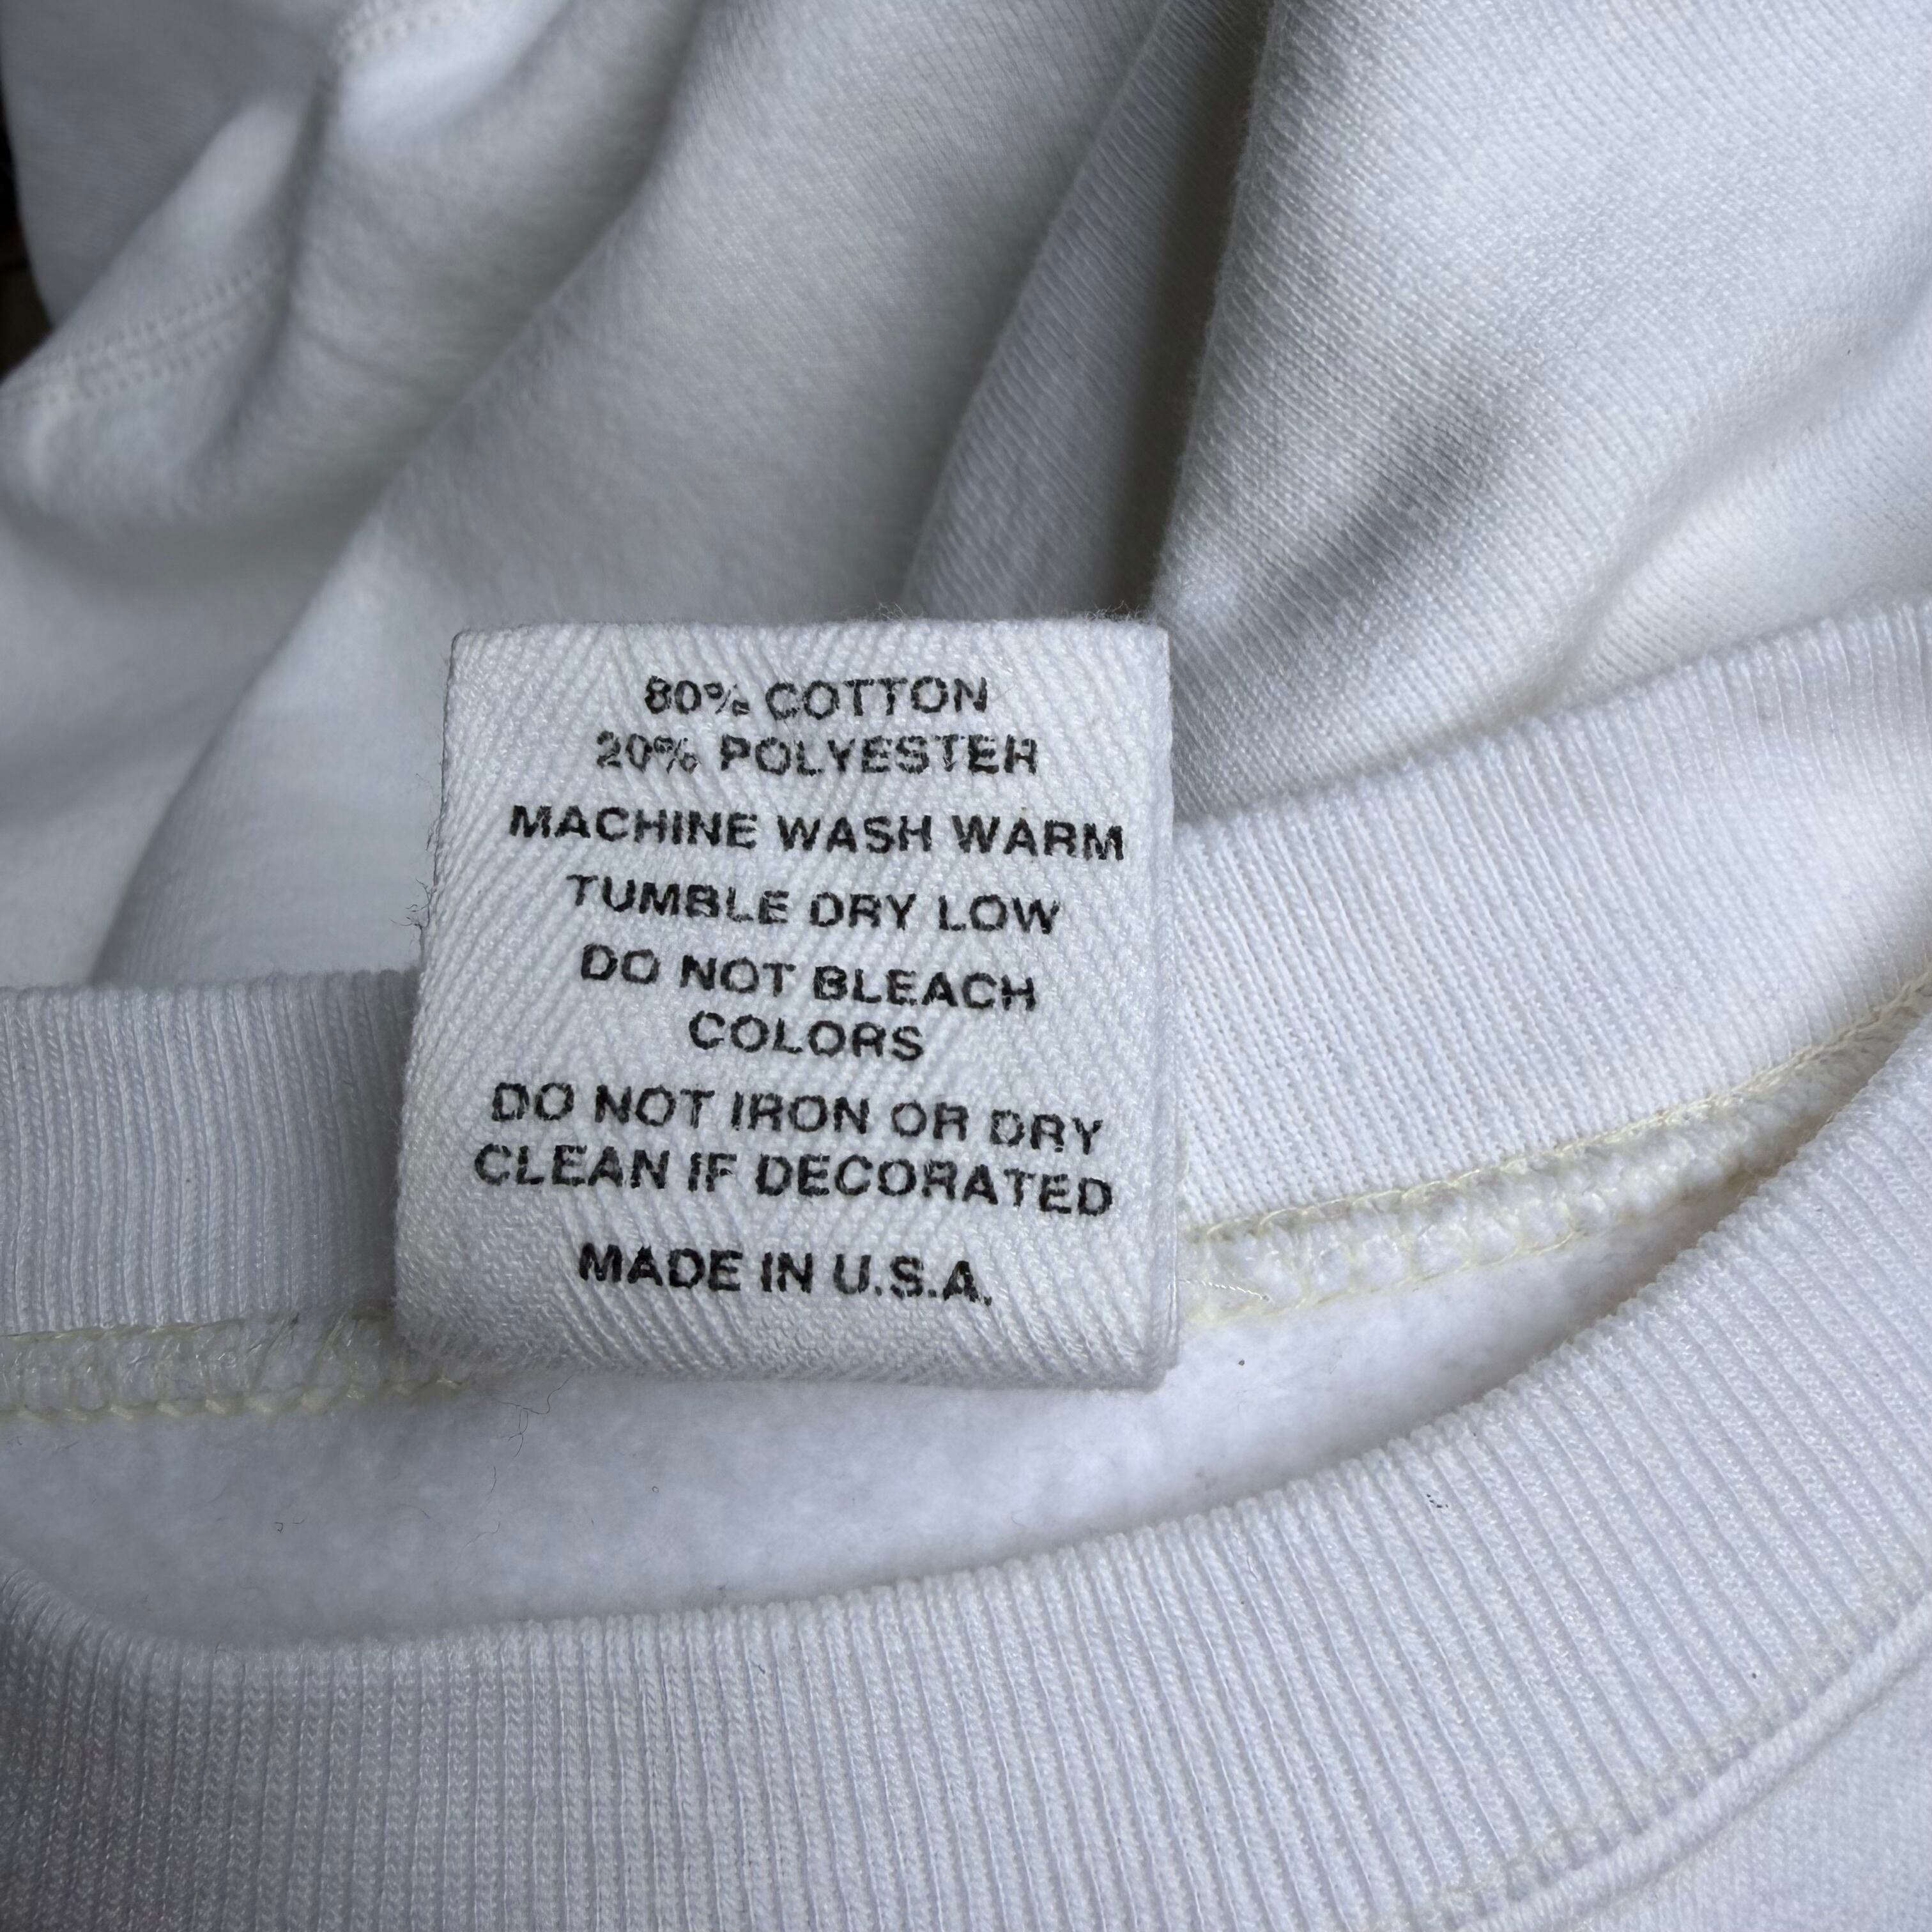 80% COTTON
20% POLYESTER
MACHINE WASH WARM
TUMBLE DRY LOW
DO NOT BLEACH
COLORS
DO NOT IRON OR DRY
CLEAN IF DECORATED
MADE IN U.S.A.